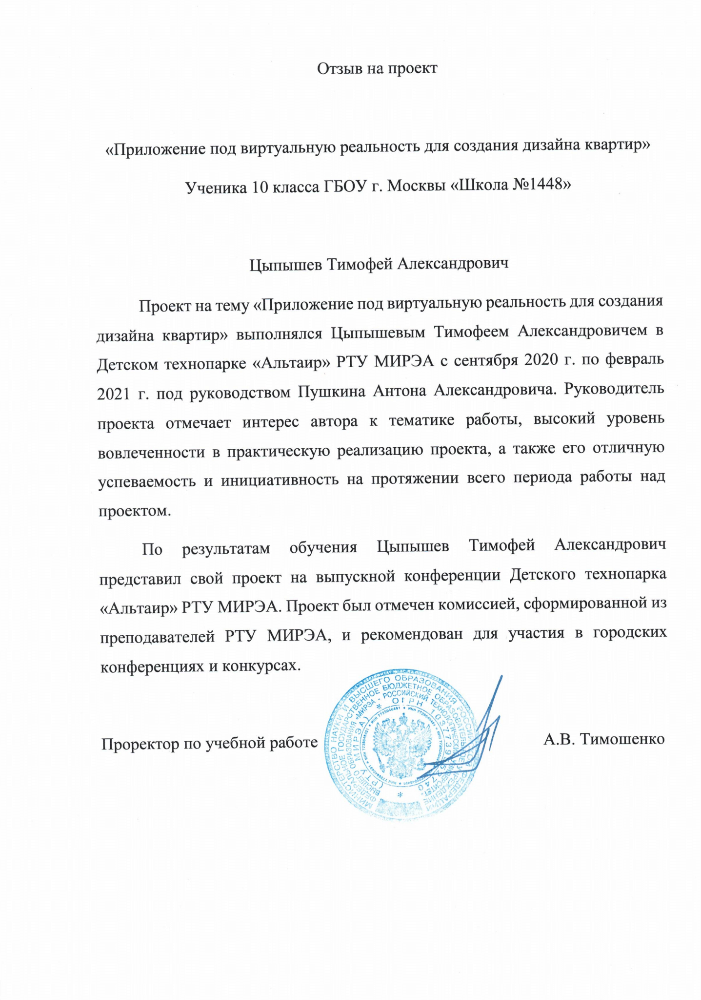 Отзыв на проект
«Приложение под виртуальную реальность для создания дизайна квартир»
Ученика 10 класса ГБОУ г. Москвы «Школа №1448»
Цыпышев Тимофей Александрович
Проект на тему «Приложение под виртуальную реальность для создания
дизайна квартир» выполнялся Цыпышевым Тимофеем Александровичем в
Детском технопарке «Альтаир» РТУ МИРЭА с сентября 2020 г. по февраль
2021 г. под руководством Пушкина Антона Александровича. Руководитель
проекта отмечает интерес автора к тематике работы, высокий уровень
вовлеченности в практическую реализацию проекта, а также его отличную
успеваемость и инициативность на протяжении всего периода работы над
проектом.
По результатам обучения Цыпышев Тимофей Александрович
представил свой проект на выпускной конференции Детского технопарка
«Альтаир» РТУ МИРЭА. Проект был отмечен комиссией, сформированной из
преподавателей РТУ МИРЭА, и рекомендован для участия в городских
конференциях и конкурсах.
Проректор по учебной работе
А.В. Тимошенко
МИНИСТЕРСТВО НАУКИ И ВЫСШЕГО ОБРАЗОВАНИЯ РОССИЙСКОЙ ФЕДЕРАЦИИ
ФЕДЕРАЛЬНОЕ ГОСУДАРСТВЕННОЕ БЮДЖЕТНОЕ ОБРАЗОВАТЕЛЬНОЕ УЧРЕЖДЕНИЕ
ВЫСШЕГО ОБРАЗОВАНИЯ «МИРЭА - РОССИЙСКИЙ ТЕХНОЛОГИЧЕСКИЙ УНИВЕРСИТЕТ»
(РТУ МИРЭА) * ОГРН
ИНН 7729040491